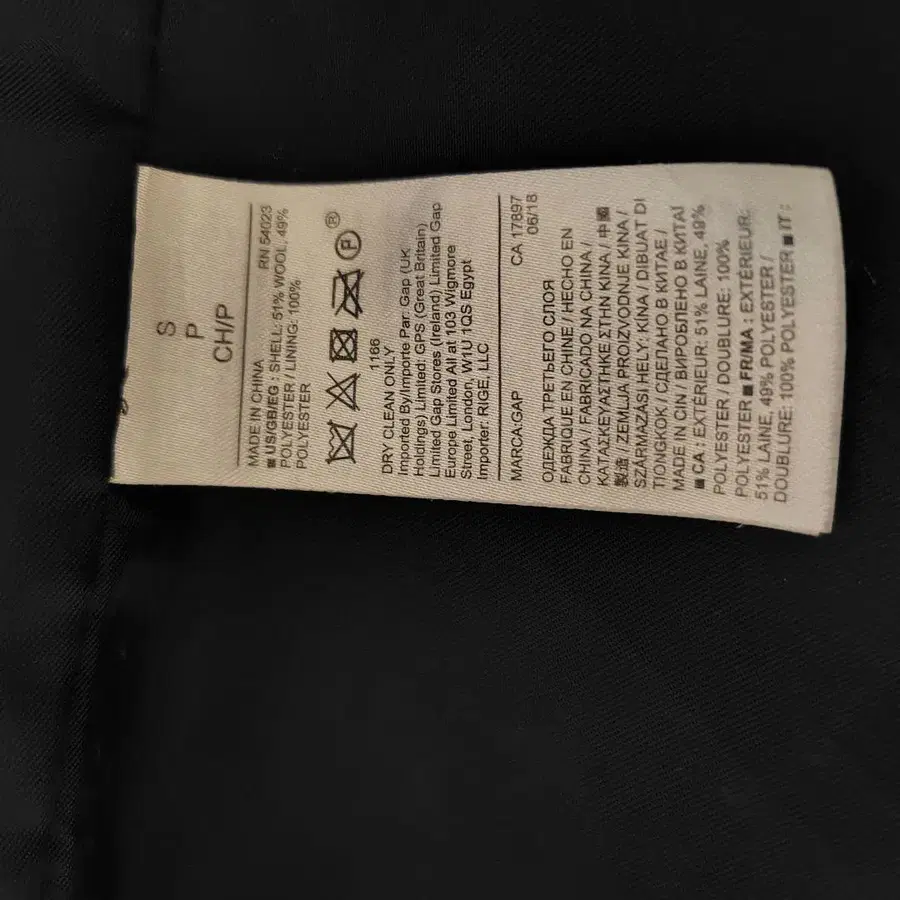 S
P
CH/P
MADE IN CHINA RN 54023
■ US/GB/EG : SHELL: 51% WOOL, 49%
POLYESTER / LINING: 100%
POLYESTER
®
P
1166
DRY CLEAN ONLY
Imported By/Importe Par: Gap (UK
Holdings) Limited: GPS (Great Britain)
Limited Gap Stores (Ireland) Limited Gap
Europe Limited All at 103 Wigmore
Street, London, W1U 1QS Egypt
Importer: RIGE, LLC
MARCA:GAP CA 17897
06/18
ОДЕЖДА ТРЕТЬЕГО СЛОЯ
FABRIQUE EN CHINE / HECHO EN
CHINA / FABRICADO NA CHINA /
ΚΑΤΑΣΚΕΥΑΣΤΗΚΕ ΣΤΗΝ ΚΙΝΑ / 中國
製造 / ZEMLJA PROIZVODNJE KINA /
SZÁRMAZÁSI HELY: KÍNA / DIBUAT DI
TIONGKOK / СДЕЛАНО В КИТАЕ /
MADE IN CIN / ВИРОБЛЕНО В КИТАЇ
■ CA : EXTÉRIEUR: 51% LAINE, 49%
POLYESTER / DOUBLURE: 100%
POLYESTER ■ FR/MA : EXTÉRIEUR:
51% LAINE, 49% POLYESTER /
DOUBLURE: 100% POLYESTER ■ IT :